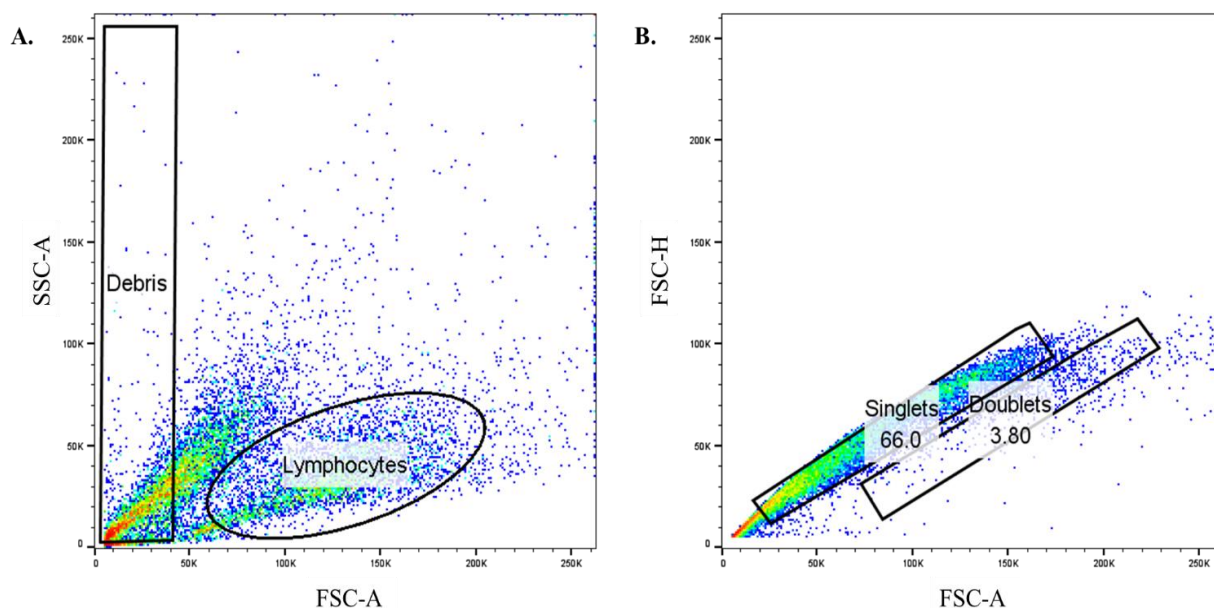 A.
250K
200K
150K
100K
50K
0
0
50K
100K
150K
200K
250K
SSC-A
FSC-A
Debris
Lymphocytes
B.
250K
200K
150K
100K
50K
0
0
50K
100K
150K
200K
250K
FSC-H
FSC-A
Singlets
66.0
Doublets
3.80